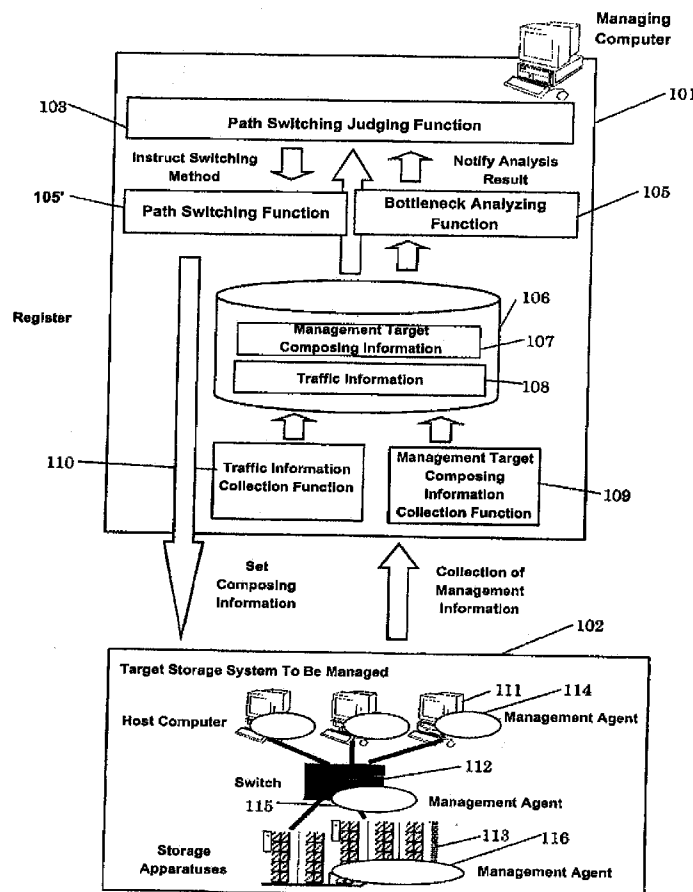 Managing
Computer
101
103
Path Switching Judging Function
Instruct Switching
Method
Notify Analysis
Result
105'
Path Switching Function
Bottleneck Analyzing
Function
105
Register
106
Management Target
Composing Information
107
Traffic Information
108
110
Traffic Information
Collection Function
Management Target
Composing
Information
Collection Function
109
Set
Composing
Information
Collection of
Management
Information
102
Target Storage System To Be Managed
111
114
Host Computer
Management Agent
112
Switch
115
Management Agent
113
116
Storage
Apparatuses
Management Agent